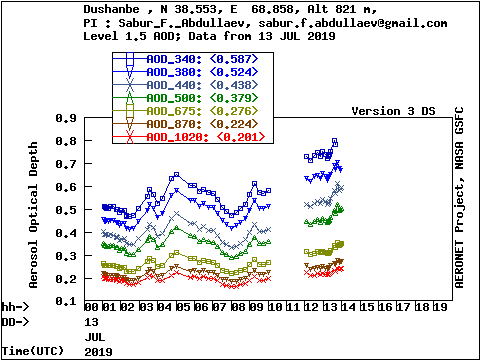 Dushanbe , N 38.553, E  68.858, Alt 821 m,
PI : Sabur_F._Abdullaev, sabur.f.abdullaev@gmail.com
Level 1.5 AOD; Data from 13 JUL 2019
AOD_340: <0.587>
AOD_380: <0.524>
AOD_440: <0.438>
AOD_500: <0.379>
AOD_675: <0.276>
AOD_870: <0.224>
AOD_1020: <0.201>
Version 3 DS
Aerosol Optical Depth
0.9
0.8
0.7
0.6
0.5
0.4
0.3
0.2
0.1
AERONET Project, NASA GSFC
hh-> 00 01 02 03 04 05 06 07 08 09 10 11 12 13 14 15 16 17 18 19
DD-> 13
JUL
Time(UTC) 2019